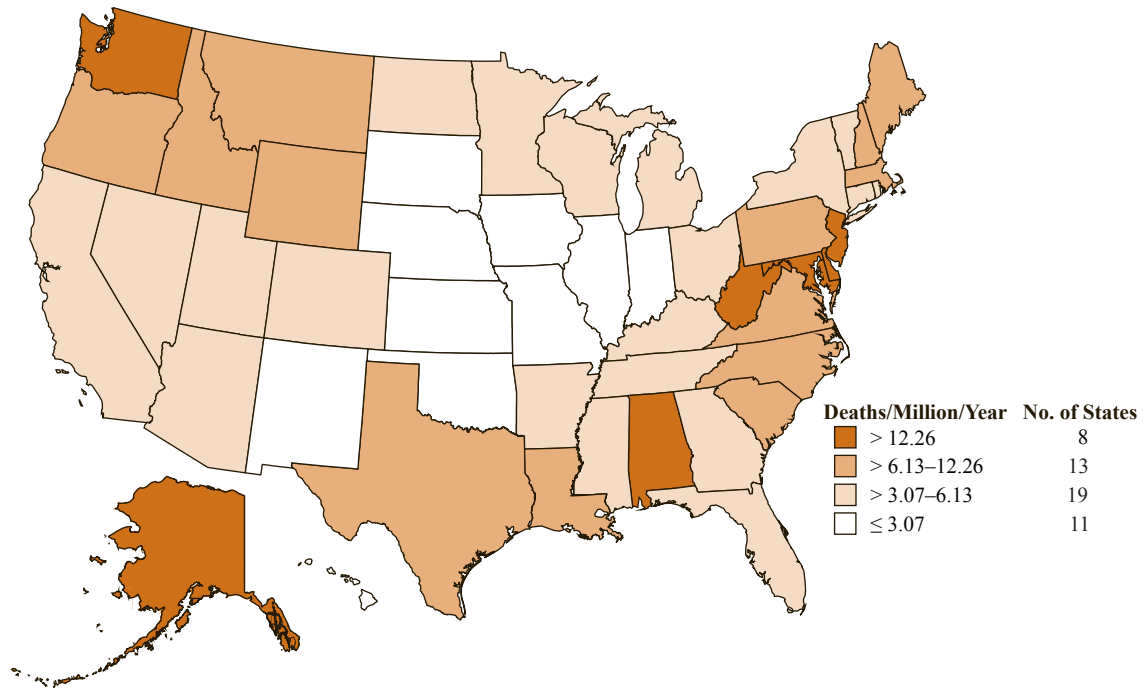 Deaths/Million/Year No. of States
> 12.26 8
> 6.13–12.26 13
> 3.07–6.13 19
≤ 3.07 11